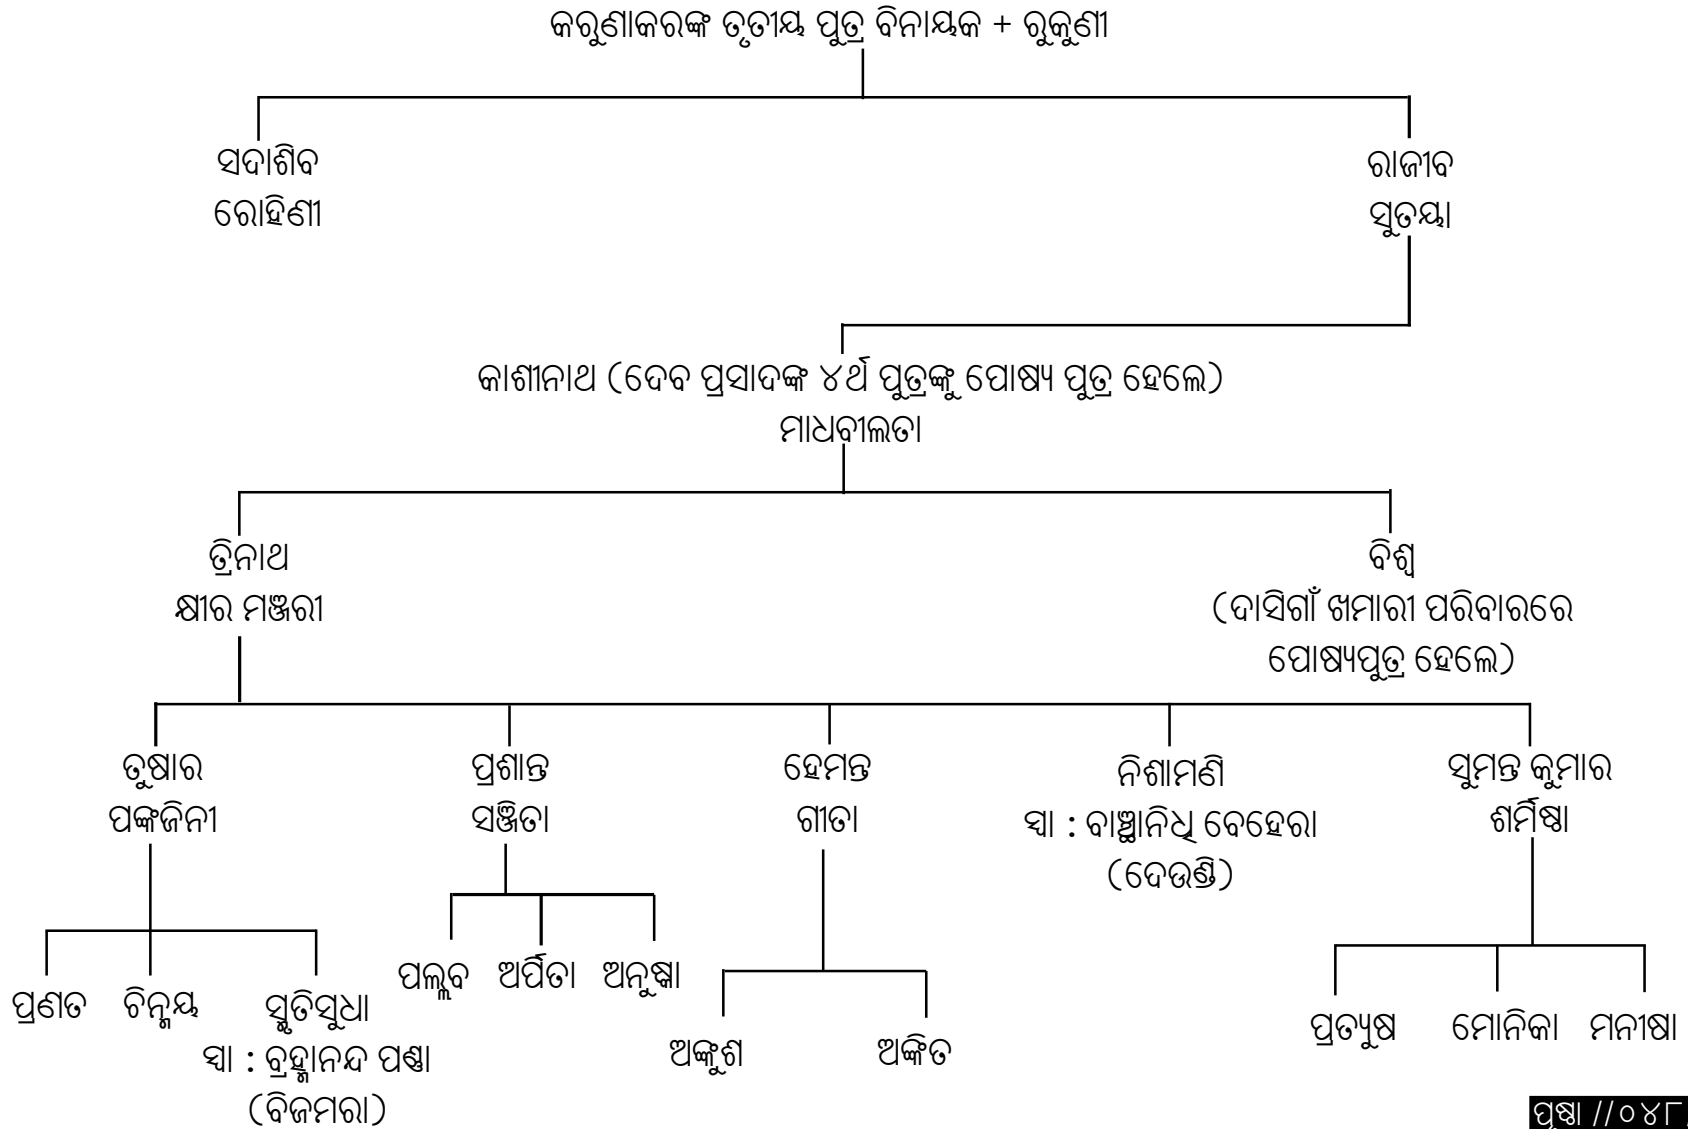 କରୁଣାକରଙ୍କ ତୃତୀୟ ପୁତ୍ର ବିନାୟକ + ରୁକୁଣୀ
ସଦାଶିବ
ରୋହିଣୀ
ରାଜୀବ
ସୁତୟା
କାଶୀନାଥ (ଦେବ ପ୍ରସାଦଙ୍କ ୪ର୍ଥ ପୁତ୍ରଙ୍କୁ ପୋଷ୍ୟ ପୁତ୍ର ହେଲେ)
ମାଧବୀଲତା
ତ୍ରିନାଥ
କ୍ଷୀର ମଞ୍ଜରୀ
ବିଶ୍ୱ
(ଦାସିଗାଁ ଖମାରୀ ପରିବାରରେ
ପୋଷ୍ୟପୁତ୍ର ହେଲେ)
ତୁଷାର
ପଙ୍କଜିନୀ
ପ୍ରଶାନ୍ତ
ସଞ୍ଜିତା
ହେମନ୍ତ
ଗୀତା
ନିଶାମଣି
ସ୍ୱା : ବାଞ୍ଛାନିଧି ବେହେରା
(ଦେଉଣ୍ଡି)
ସୁମନ୍ତ କୁମାର
ଶର୍ମିଷ୍ଠା
ପ୍ରଣତ
ଚିନ୍ମୟ
ସ୍ମୃତିସୁଧା
ସ୍ୱା : ବ୍ରହ୍ମାନନ୍ଦ ପଣ୍ଡା
(ବିଜମରା)
ପଲ୍ଲବ
ଅର୍ପିତା
ଅନୁଷ୍କା
ଅଙ୍କୁଶ
ଅଙ୍କିତ
ପ୍ରତ୍ୟୁଷ
ମୋନିକା
ମନୀଷା
ପୃଷ୍ଠା //୦୪୮